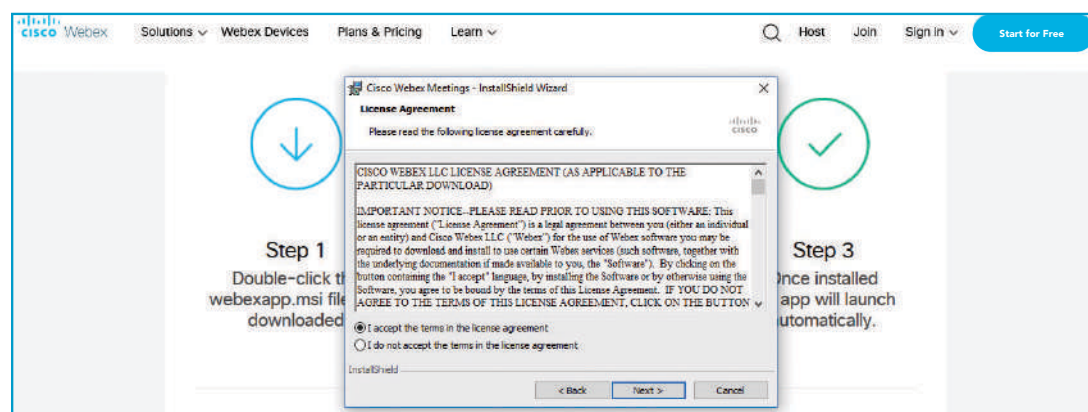 cisco Webex Solutions Webex Devices Plans & Pricing Learn Host Join Sign in Start for Free
Cisco Webex Meetings - InstallShield Wizard
License Agreement
Please read the following license agreement carefully.
cisco
CISCO WEBEX LLC LICENSE AGREEMENT (AS APPLICABLE TO THE
PARTICULAR DOWNLOAD)
IMPORTANT NOTICE--PLEASE READ PRIOR TO USING THIS SOFTWARE: This
license agreement ("License Agreement") is a legal agreement between you (either an individual
or an entity) and Cisco Webex LLC ("Webex") for the use of Webex software you may be
required to download and install to use certain Webex services (such software, together with
the underlying documentation if made available to you, the "Software"). By clicking on the
button containing the "I accept" language, by installing the Software or by otherwise using the
Software, you agree to be bound by the terms of this License Agreement. IF YOU DO NOT
AGREE TO THE TERMS OF THIS LICENSE AGREEMENT, CLICK ON THE BUTTON
I accept the terms in the license agreement
I do not accept the terms in the license agreement
InstallShield
< Back Next > Cancel
Step 1
Double-click th
webexapp.msi file
downloaded
Step 3
Once installed
app will launch
automatically.